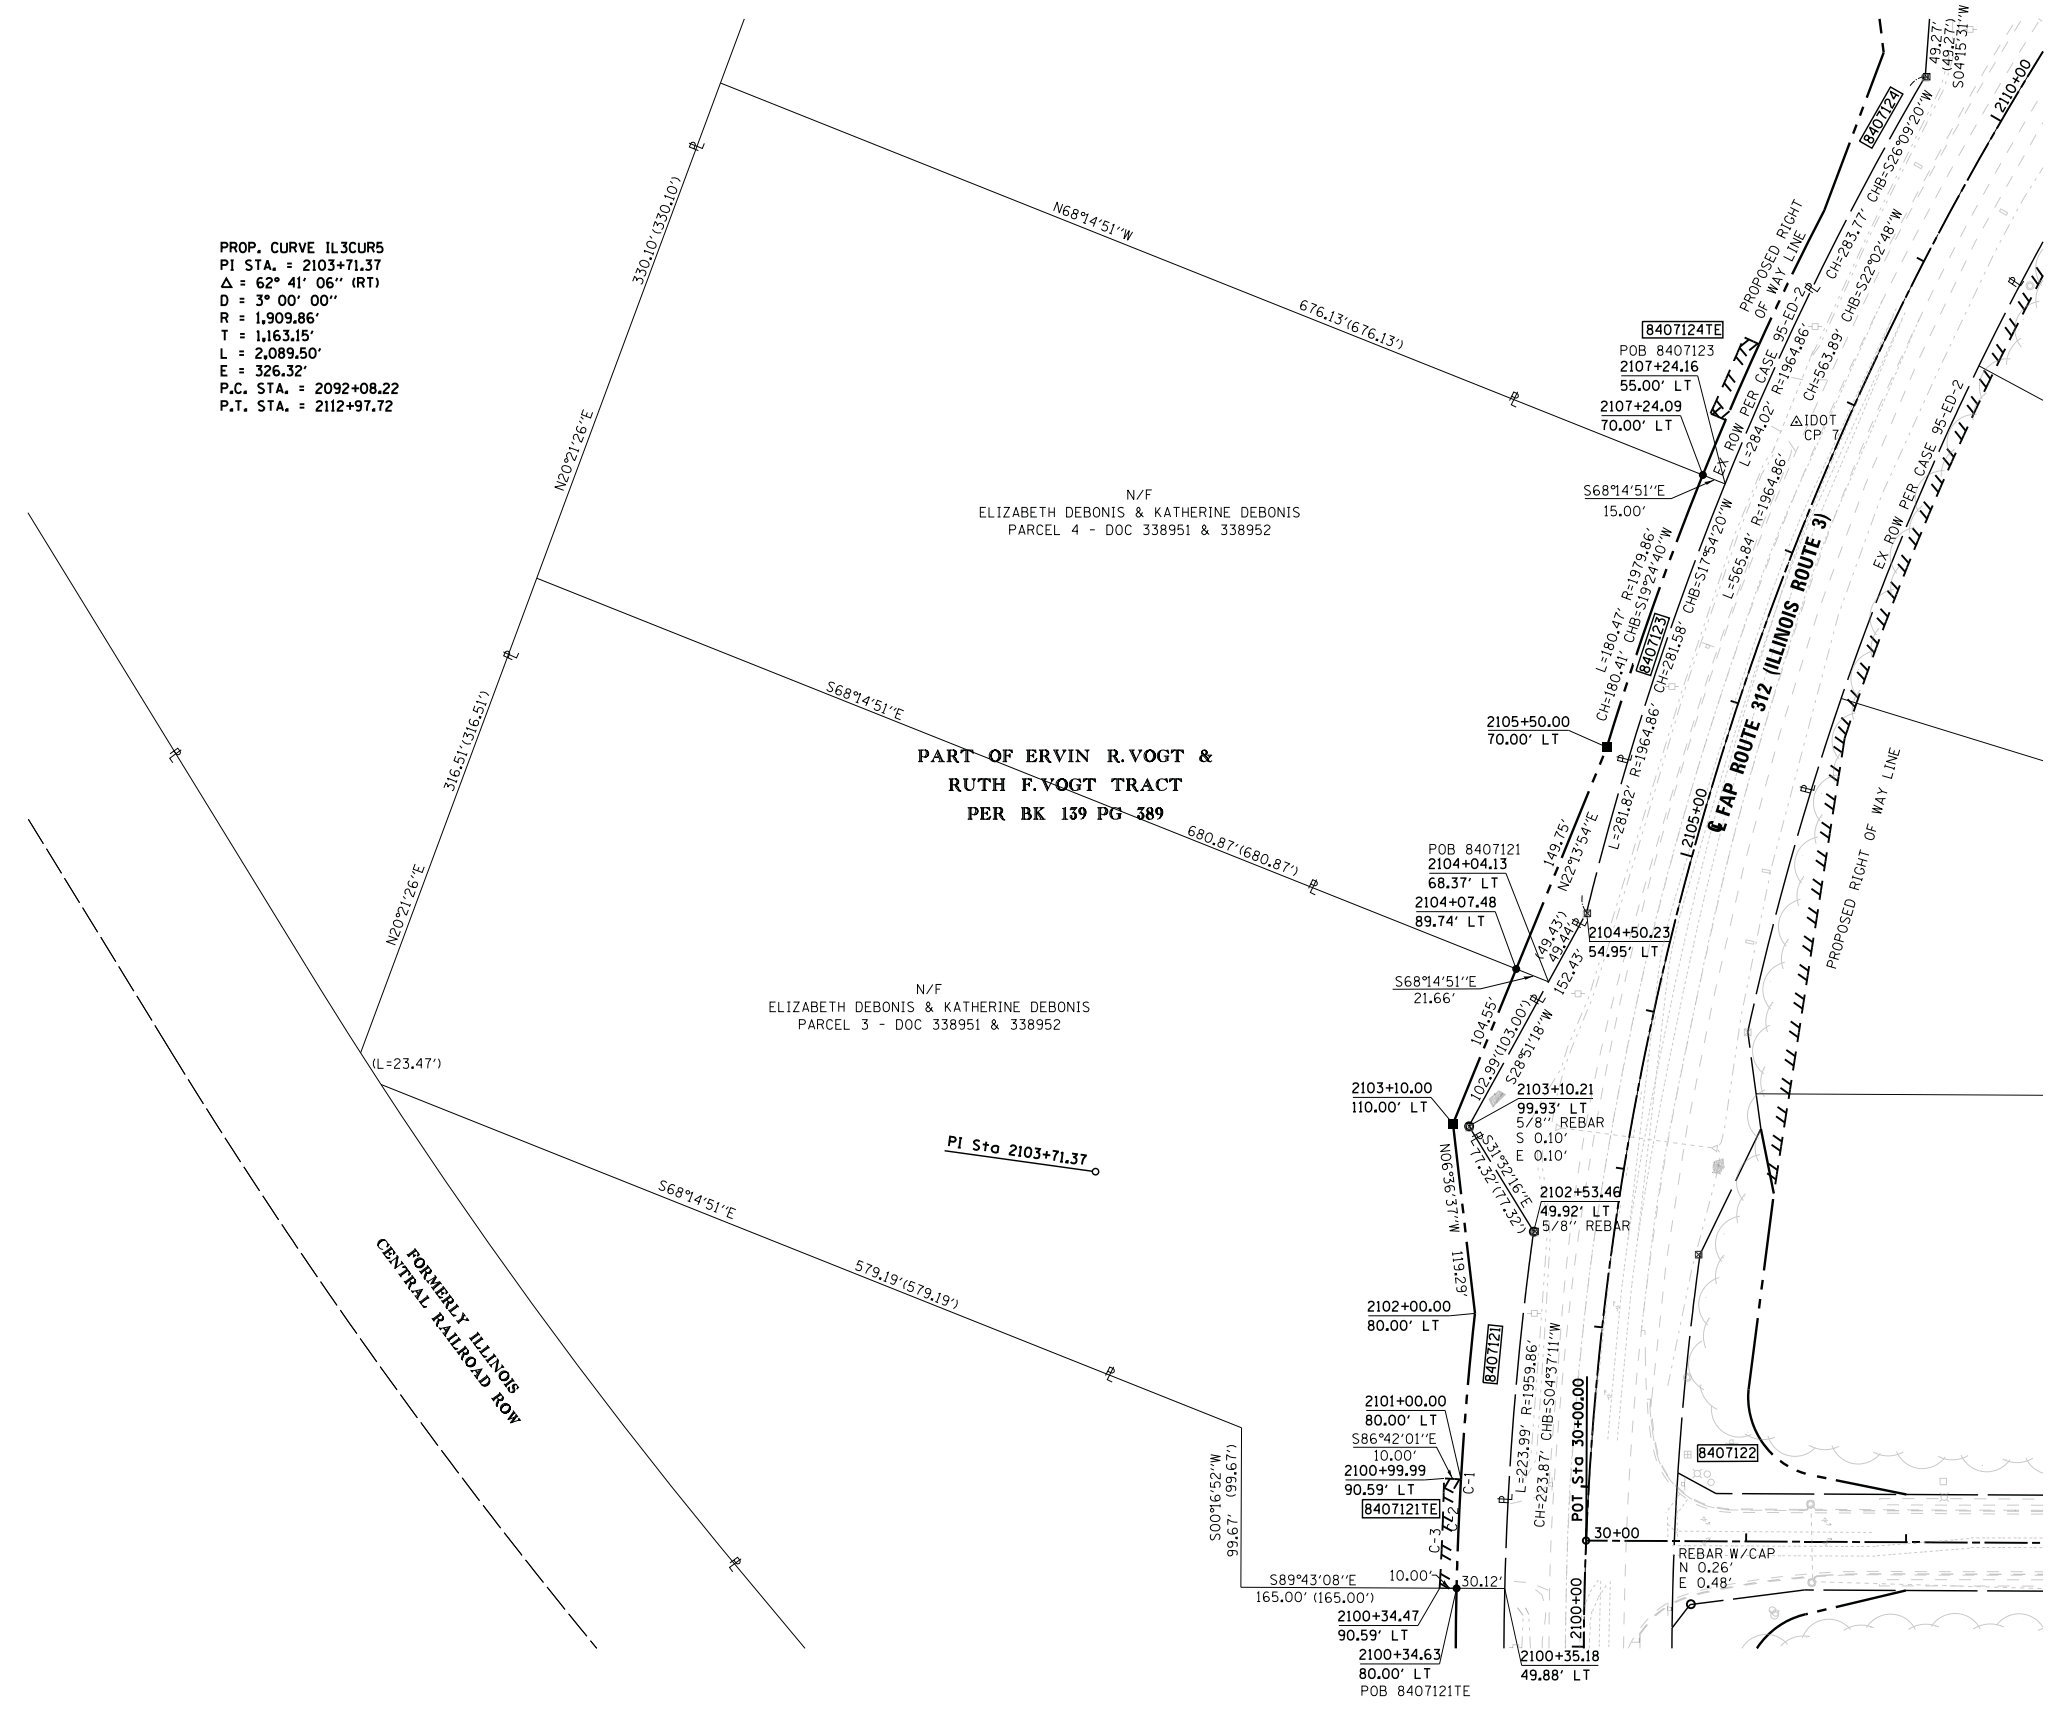 PROP. CURVE IL3CUR5
PI STA. = 2103+71.37
Δ = 62° 41' 06'' (RT)
D = 3° 00' 00''
R = 1,909.86'
T = 1,163.15'
L = 2,089.50'
E = 326.32'
P.C. STA. = 2092+08.22
P.T. STA. = 2112+97.72
330.10'(330.10')
N20°21'26''E
N68°14'51''W
676.13'(676.13')
N/F
ELIZABETH DEBONIS & KATHERINE DEBONIS
PARCEL 4 - DOC 338951 & 338952
316.51'(316.51')
N20°21'26''E
S68°14'51''E
680.87'(680.87')
PART OF ERVIN R. VOGT &
RUTH F. VOGT TRACT
PER BK 139 PG 389
N/F
ELIZABETH DEBONIS & KATHERINE DEBONIS
PARCEL 3 - DOC 338951 & 338952
(L=23.47')
PI Sta 2103+71.37
S68°14'51''E
579.19'(579.19')
FORMERLY ILLINOIS
CENTRAL RAILROAD ROW
S00°16'52''W
99.67' (99.67')
S89°43'08''E
165.00' (165.00')
49.27'
(49.27')
S04°15'31''W
8407124
2110+00
PROPOSED RIGHT
OF WAY LINE
CH=283.77' CHB=S26°09'20''W
EX ROW PER CASE 95-ED-2
L=284.02' R=1964.86'
CH=563.89' CHB=S22°02'48''W
L=565.84' R=1964.86'
8407124TE
POB 8407123
2107+24.16
55.00' LT
2107+24.09
70.00' LT
IDOT
CP 7
S68°14'51''E
15.00'
EX ROW PER CASE 95-ED-2
L=180.47' R=1979.86'
CH=180.41' CHB=S19°24'40''W
8407123
CH=281.58' CHB=S17°54'20''W
L=281.82' R=1964.86'
℄ FAP ROUTE 312 (ILLINOIS ROUTE 3)
2105+50.00
70.00' LT
2105+00
PROPOSED RIGHT OF WAY LINE
149.75'
N22°13'54''E
POB 8407121
2104+04.13
68.37' LT
2104+07.48
89.74' LT
(49.43')
49.44'
152.43'
2104+50.23
54.95' LT
S68°14'51''E
21.66'
104.55'
102.99'(103.00')
S28°51'18''W
2103+10.00
110.00' LT
2103+10.21
99.93' LT
5/8'' REBAR
S 0.10'
E 0.10'
S31°32'16''E
77.32'(77.32')
N06°36'37''W 119.29'
2102+53.46
49.92' LT
5/8'' REBAR
2102+00.00
80.00' LT
8407121
L=223.99' R=1959.86'
CH=223.87' CHB=S04°37'11''W
2101+00.00
80.00' LT
S86°42'01''E
10.00'
2100+99.99
90.59' LT
8407121TE
C-1
C-2
C-3
POT Sta 30+00.00
8407122
30+00
REBAR W/CAP
N 0.26'
E 0.48'
10.00'
30.12'
2100+34.47
90.59' LT
2100+34.63
80.00' LT
POB 8407121TE
2100+35.18
49.88' LT
2100+00